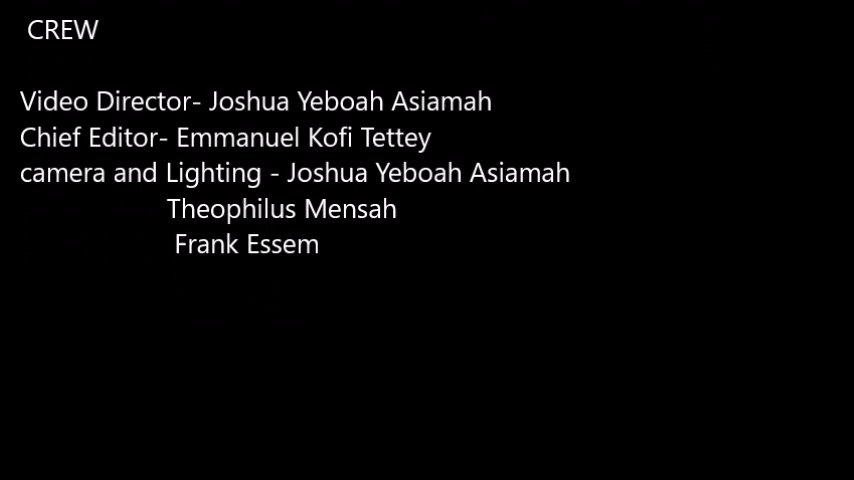 CREW
Video Director- Joshua Yeboah Asiamah
Chief Editor- Emmanuel Kofi Tettey
camera and Lighting - Joshua Yeboah Asiamah
Theophilus Mensah
Frank Essem